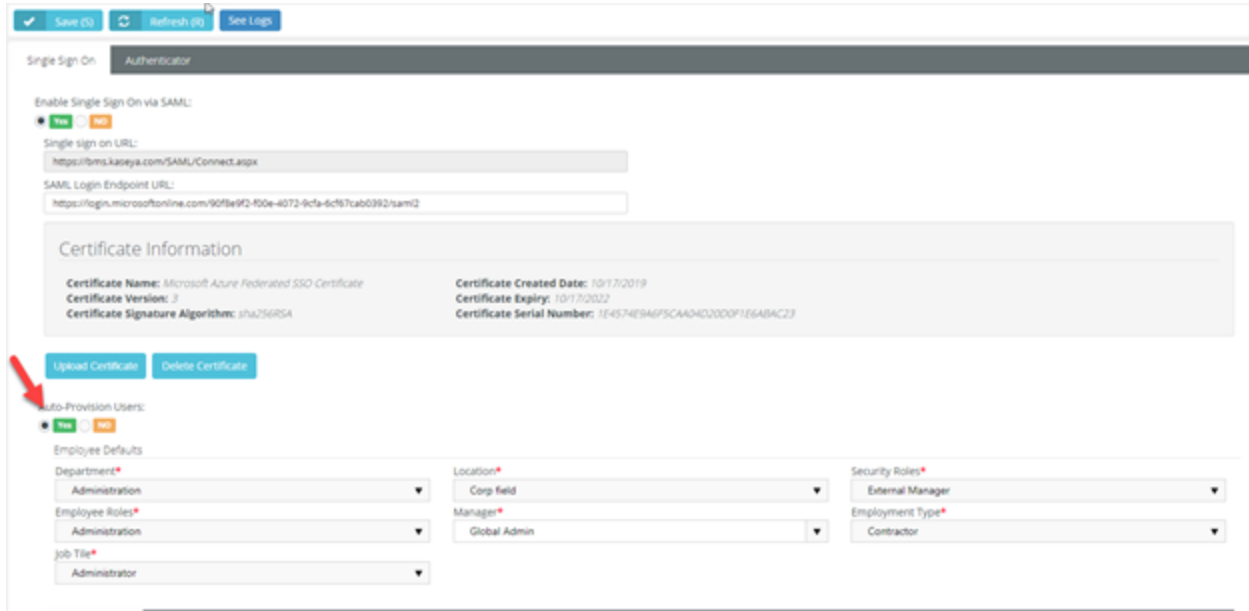 Save (S) Refresh (R) See Logs
Single Sign On Authenticator
Enable Single Sign On via SAML:
Yes NO
Single sign on URL:
https://bms.kaseya.com/SAML/Connect.aspx
SAML Login Endpoint URL:
https://login.microsoftonline.com/90f8e9f2-f00e-4072-9cfa-6cf67cab0392/saml2
Certificate Information
Certificate Name: Microsoft Azure Federated SSO Certificate Certificate Created Date: 10/17/2019
Certificate Version: 3 Certificate Expiry: 10/17/2022
Certificate Signature Algorithm: sha256RSA Certificate Serial Number: 1E4574E9A6F5CAA04D20D0F1E6ABAC23
Upload Certificate Delete Certificate
Auto-Provision Users:
Yes NO
Employee Defaults
Department* Location* Security Roles*
Administration Corp field External Manager
Employee Roles* Manager* Employment Type*
Administration Global Admin Contractor
Job Tile*
Administrator